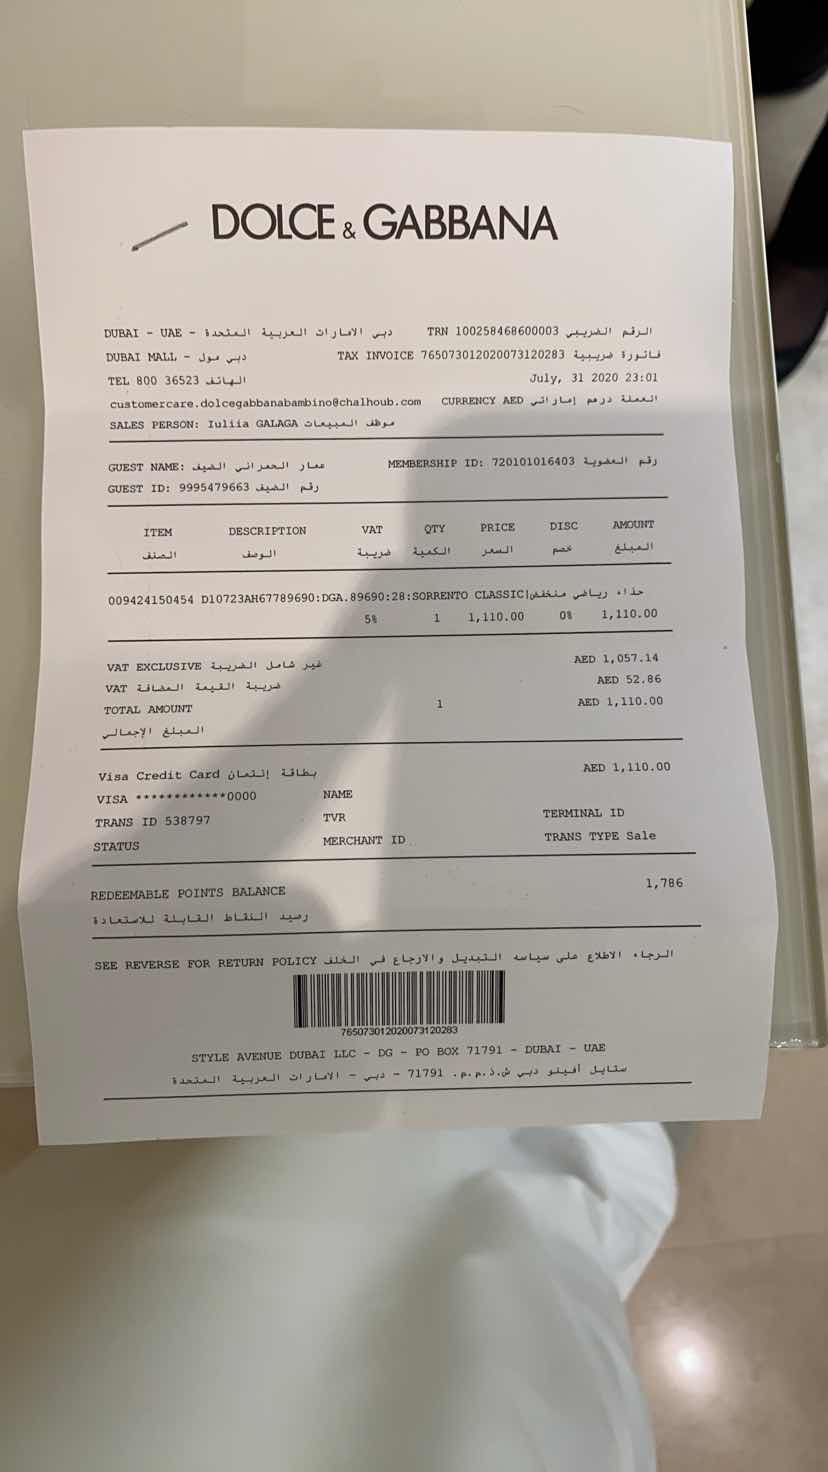 DOLCE & GABBANA
DUBAI - UAE - دبي الامارات العربية المتحدة TRN 100258468600003 الرقم الضريبي
DUBAI MALL - دبي مول TAX INVOICE 765073012020073120283 فاتورة ضريبية
TEL 800 36523 الهاتف July, 31 2020 23:01
customercare.dolcegabbanabambino@chalhoub.com CURRENCY AED العملة درهم إماراتي
SALES PERSON: Iuliia GALAGA موظف المبيعات
GUEST NAME: عمار الحمراني الضيف MEMBERSHIP ID: 720101016403 رقم العضوية
GUEST ID: 9995479663 رقم الضيف
ITEM DESCRIPTION VAT QTY PRICE DISC AMOUNT
الصنف الوصف ضريبة الكمية السعر خصم المبلغ
009424150454 D10723AH67789690:DGA.89690:28:SORRENTO CLASSIC|حذاء رياضي منخفض
5% 1 1,110.00 0% 1,110.00
VAT EXCLUSIVE غير شامل الضريبة AED 1,057.14
VAT ضريبة القيمة المضافة AED 52.86
TOTAL AMOUNT 1 AED 1,110.00
المبلغ الإجمالي
Visa Credit Card بطاقة إئتمان AED 1,110.00
VISA ************0000 NAME
TRANS ID 538797 TVR TERMINAL ID
STATUS MERCHANT ID TRANS TYPE Sale
REDEEMABLE POINTS BALANCE 1,786
رصيد النقاط القابلة للاستعادة
SEE REVERSE FOR RETURN POLICY الرجاء الاطلاع على سياسه التبديل والارجاع في الخلف
765073012020073120283
STYLE AVENUE DUBAI LLC - DG - PO BOX 71791 - DUBAI - UAE
ستايل أفينلو دبي ش.ذ.م.م. 71791 - دبي - الامارات العربية المتحدة